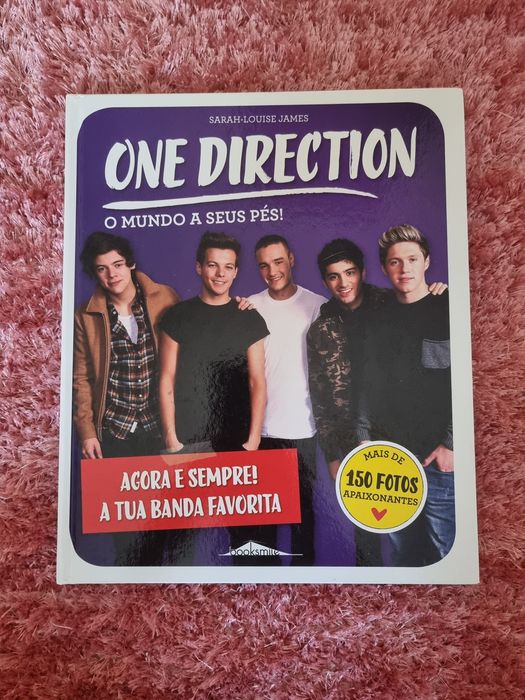 SARAH-LOUISE JAMES
ONE DIRECTION
O MUNDO A SEUS PÉS!
AGORA E SEMPRE!
A TUA BANDA FAVORITA
MAIS DE
150 FOTOS
APAIXONANTES
booksmile